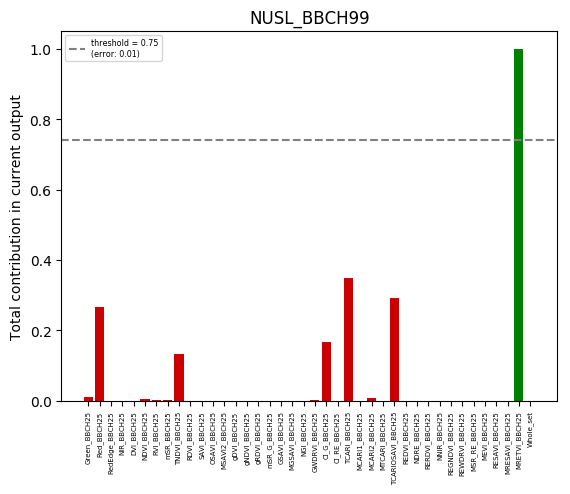 NUSL_BBCH99
threshold = 0.75
(error: 0.01)
Total contribution in current output
1.0
0.8
0.6
0.4
0.2
0.0
Green_BBCH25
Red_BBCH25
RedEdge_BBCH25
NIR_BBCH25
DVI_BBCH25
NDVI_BBCH25
RVI_BBCH25
mSR_BBCH25
TNDVI_BBCH25
RDVI_BBCH25
SAVI_BBCH25
OSAVI_BBCH25
MSAVI2_BBCH25
gDVI_BBCH25
gNDVI_BBCH25
gRDVI_BBCH25
mSR_G_BBCH25
GSAVI_BBCH25
MGSAVI_BBCH25
NGI_BBCH25
GWDRVI_BBCH25
CI_G_BBCH25
CI_RE_BBCH25
TCARI_BBCH25
MCARI1_BBCH25
MCARI2_BBCH25
MTCARI_BBCH25
TCARIOSAVI_BBCH25
REDVI_BBCH25
NDRE_BBCH25
RERDVI_BBCH25
NNIR_BBCH25
REGNDVI_BBCH25
REWDRVI_BBCH25
MSR_RE_BBCH25
MEVI_BBCH25
RESAVI_BBCH25
MRESAVI_BBCH25
MRETVI_BBCH25
Whole_set